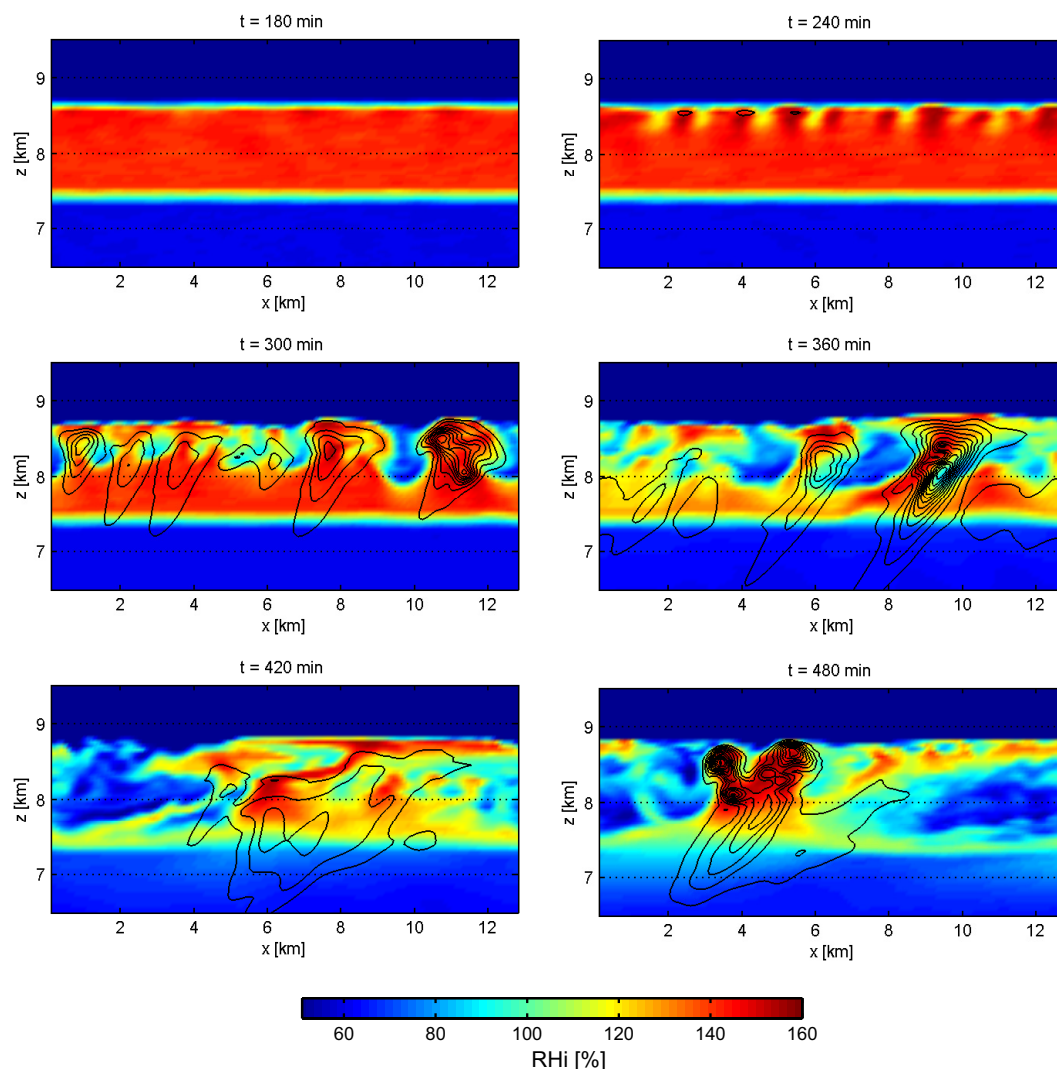 t = 180 min
t = 240 min
9
8
7
z [km]
2 4 6 8 10 12
x [km]
9
8
7
z [km]
2 4 6 8 10 12
x [km]
t = 300 min
t = 360 min
9
8
7
z [km]
2 4 6 8 10 12
x [km]
9
8
7
z [km]
2 4 6 8 10 12
x [km]
t = 420 min
t = 480 min
9
8
7
z [km]
2 4 6 8 10 12
x [km]
9
8
7
z [km]
2 4 6 8 10 12
x [km]
60 80 100 120 140 160
RHi [%]